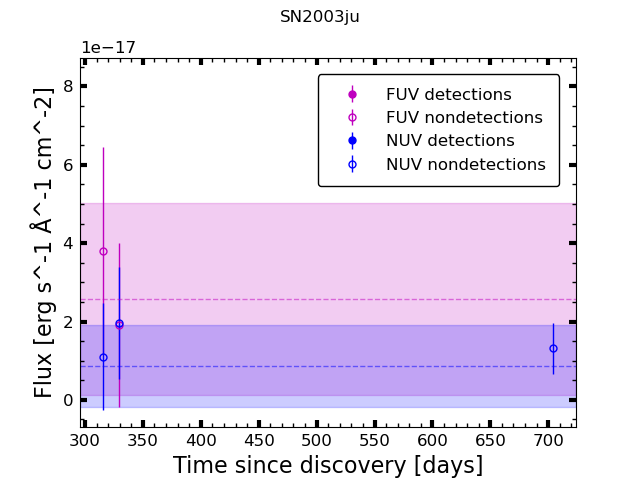 SN2003ju
1e−17
FUV detections
FUV nondetections
NUV detections
NUV nondetections
8
6
4
2
0
Flux [erg s^-1 Å^-1 cm^-2]
300 350 400 450 500 550 600 650 700
Time since discovery [days]